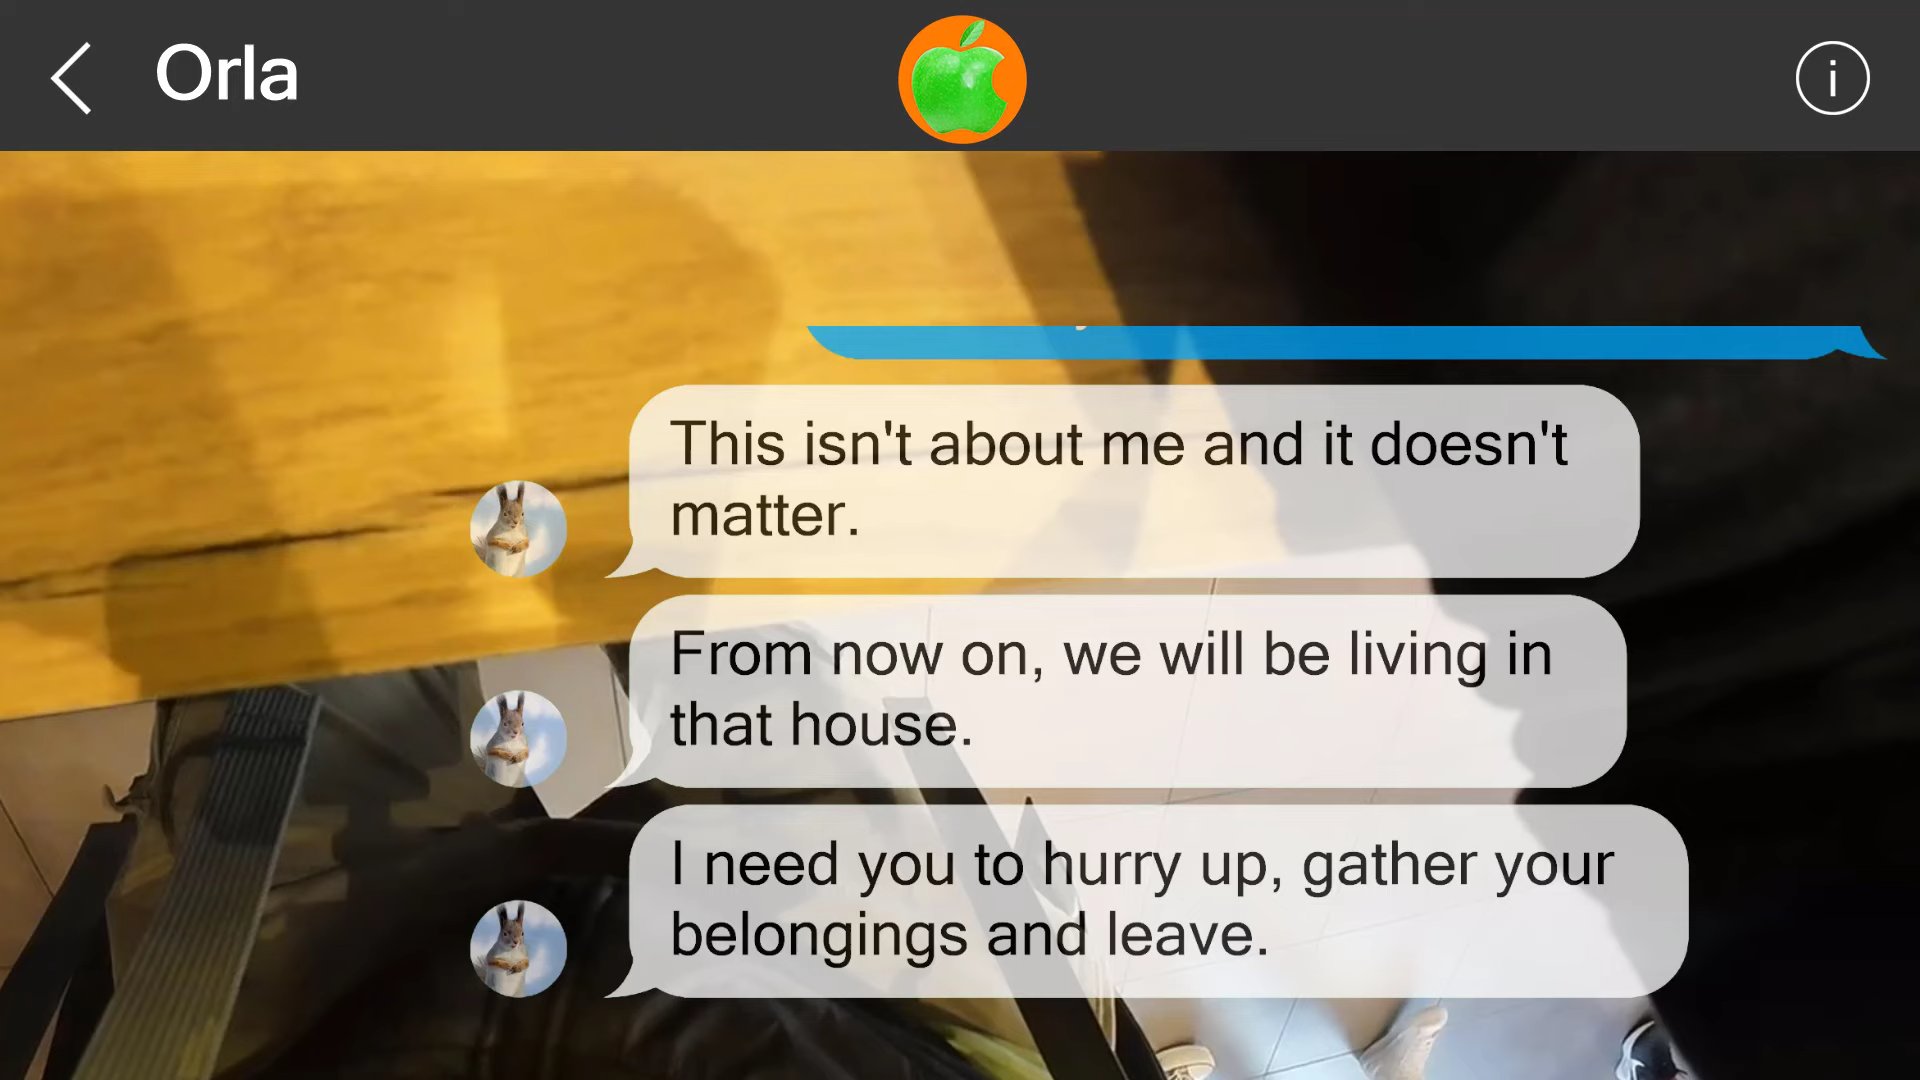 Orla
This isn't about me and it doesn't
matter.
From now on, we will be living in
that house.
I need you to hurry up, gather your
belongings and leave.